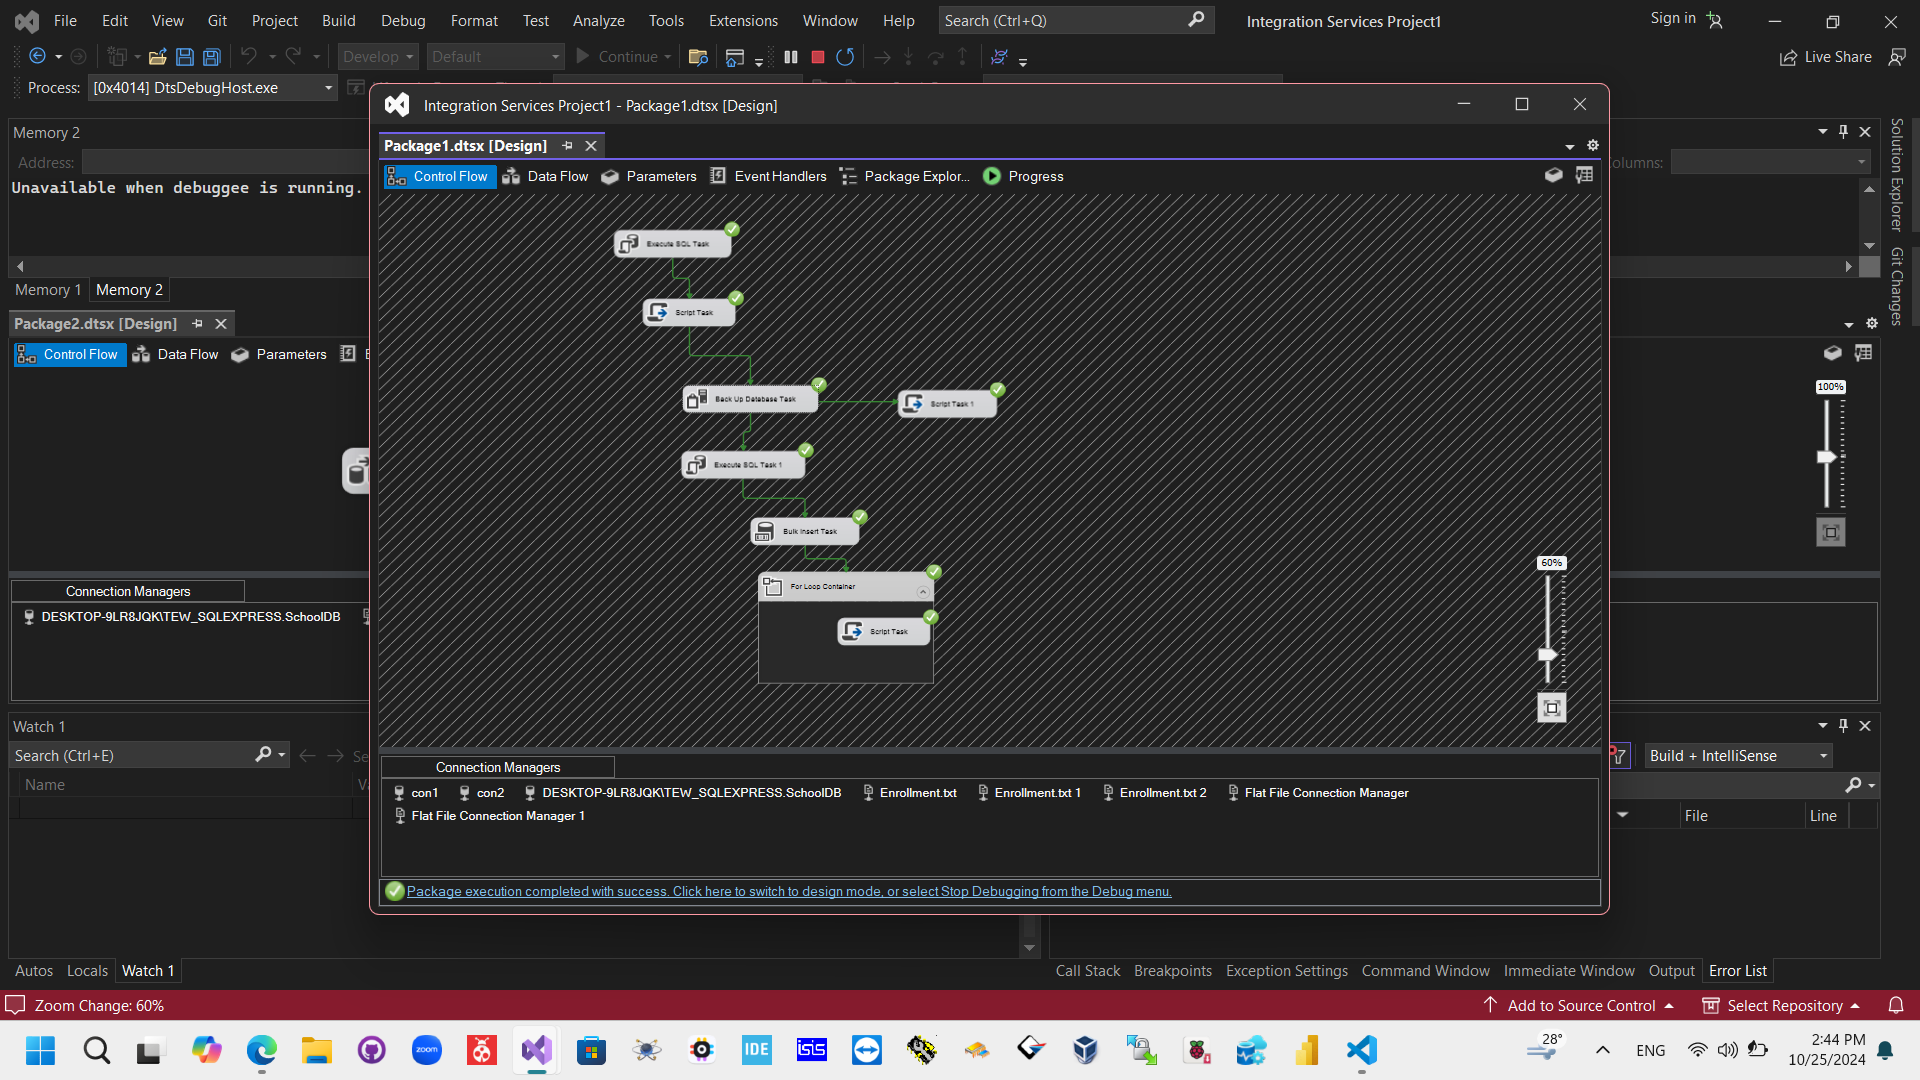 File Edit View Git Project Build Debug Format Test Analyze Tools Extensions Window Help Search (Ctrl+Q) Integration Services Project1 Sign in
Develop Default Continue Live Share
Process: [0x4014] DtsDebugHost.exe
Integration Services Project1 - Package1.dtsx [Design]
Memory 2
Package1.dtsx [Design]
Address:
olumns:
Unavailable when debuggee is running.
Control Flow Data Flow Parameters Event Handlers Package Explor... Progress
Solution Explorer
Git Changes
Execute SQL Task
Script Task
Back Up Database Task
Script Task 1
Execute SQL Task 1
Bulk Insert Task
For Loop Container
Script Task
60%
Memory 1 Memory 2
Package2.dtsx [Design]
Control Flow Data Flow Parameters E
100%
Connection Managers
DESKTOP-9LR8JQK\TEW_SQLEXPRESS.SchoolDB
Connection Managers
con1 con2 DESKTOP-9LR8JQK\TEW_SQLEXPRESS.SchoolDB Enrollment.txt Enrollment.txt 1 Enrollment.txt 2 Flat File Connection Manager
Flat File Connection Manager 1
Package execution completed with success. Click here to switch to design mode, or select Stop Debugging from the Debug menu.
Watch 1
Search (Ctrl+E) Se
Build + IntelliSense
Name Va
File Line
Autos Locals Watch 1
Call Stack Breakpoints Exception Settings Command Window Immediate Window Output Error List
Zoom Change: 60% Add to Source Control Select Repository
zoom IDE isis
28° ENG 2:44 PM
10/25/2024